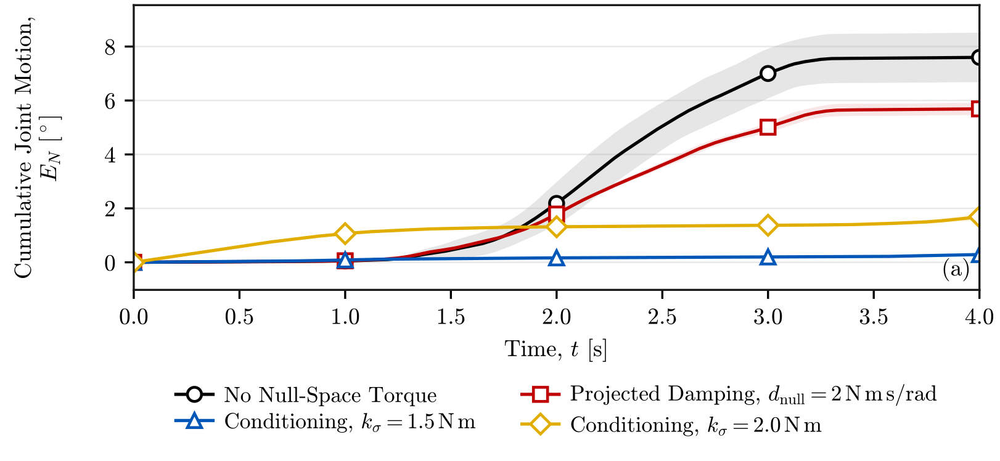 Cumulative Joint Motion,
E_N [°]
8
6
4
2
0
(a)
0.0 0.5 1.0 1.5 2.0 2.5 3.0 3.5 4.0
Time, t [s]
No Null-Space Torque
Projected Damping, d_null = 2 N m s/rad
Conditioning, k_σ = 1.5 N m
Conditioning, k_σ = 2.0 N m